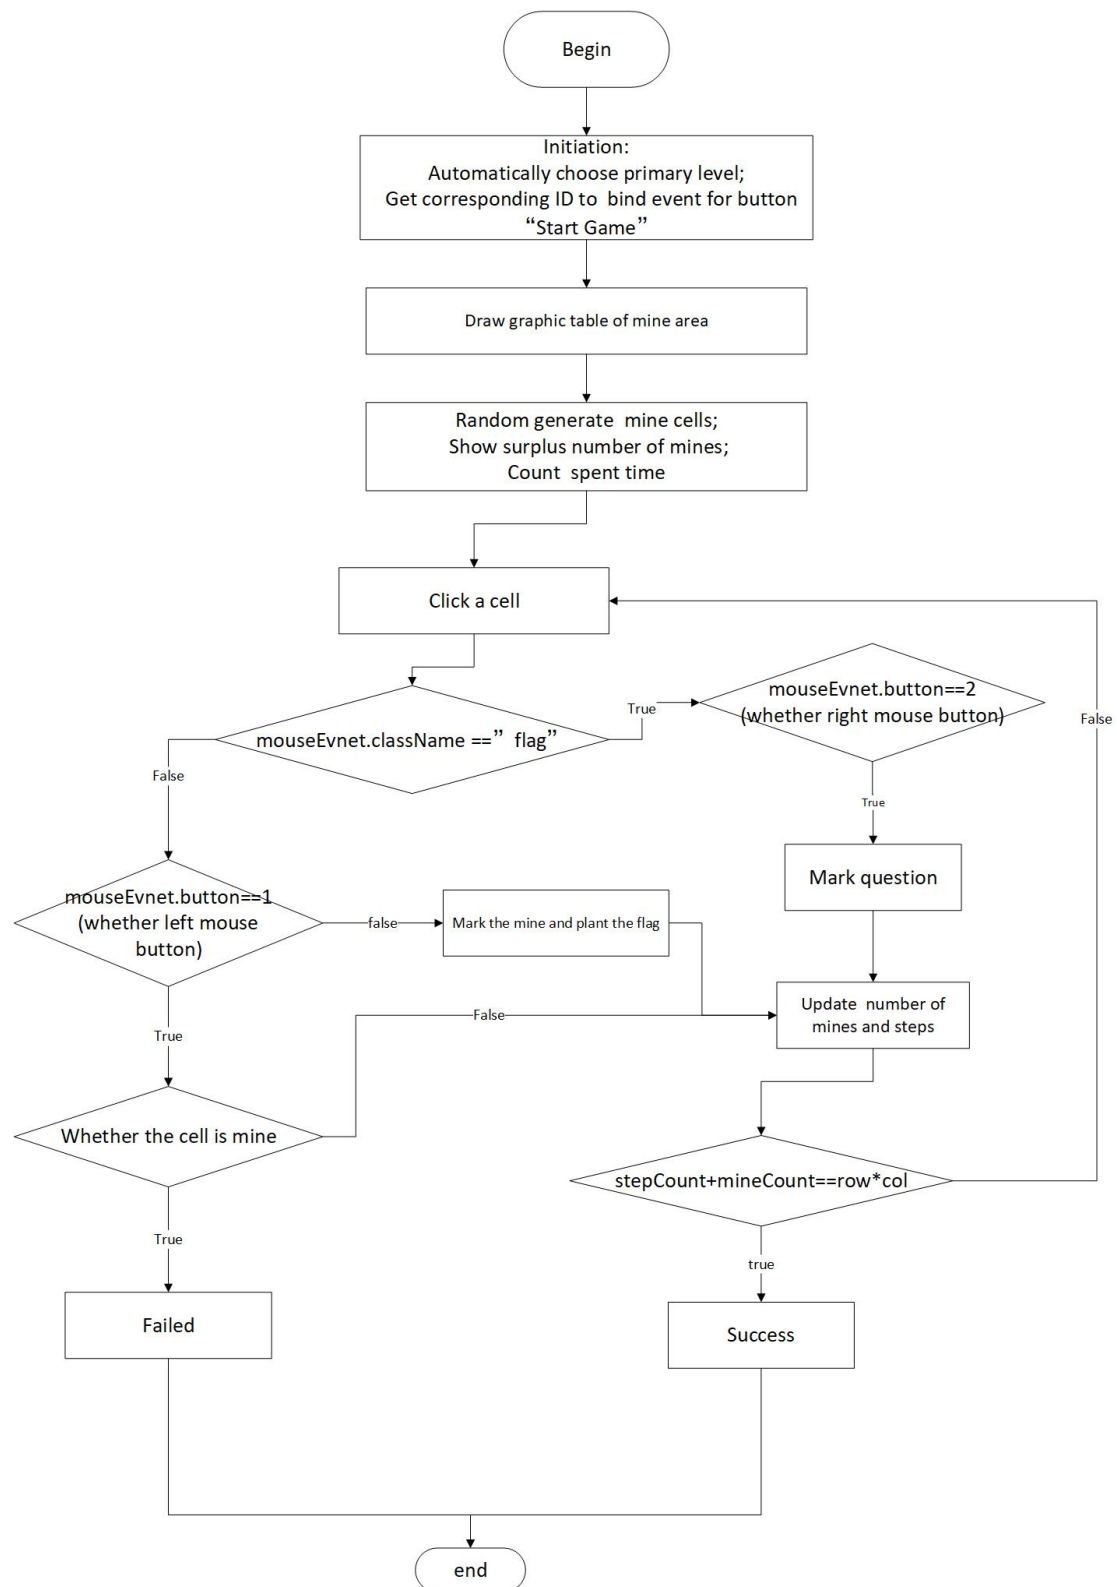 Begin
Initiation:
Automatically choose primary level;
Get corresponding ID to  bind event for button
“Start Game”
Draw graphic table of mine area
Random generate  mine cells;
Show surplus number of mines;
Count  spent time
Click a cell
mouseEvnet.button==2
(whether right mouse button)
True
False
mouseEvnet.className ==”  flag”
False
True
mouseEvnet.button==1
(whether left mouse
button)
false
Mark the mine and plant the flag
Mark question
True
False
Update  number of
mines and steps
Whether the cell is mine
stepCount+mineCount==row*col
True
true
Failed
Success
end